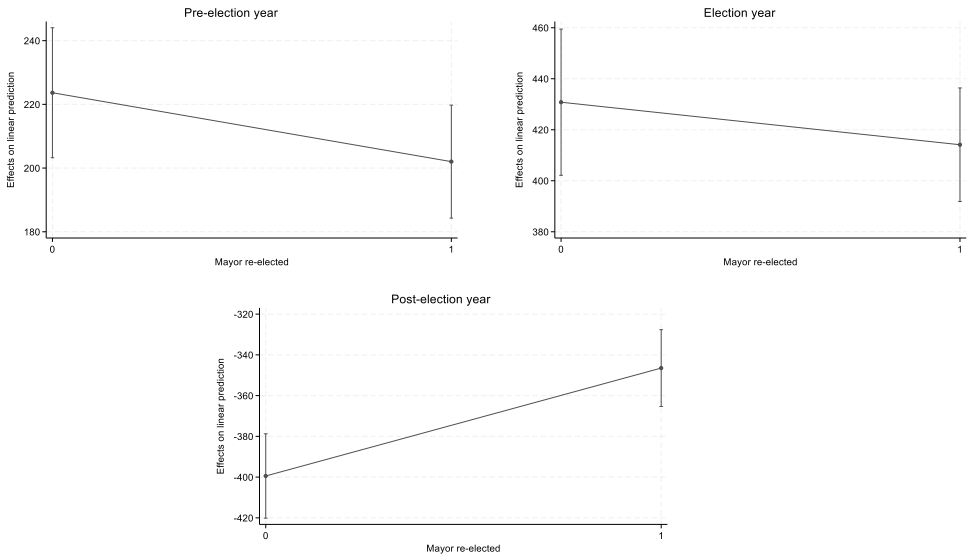 Pre-election year
Effects on linear prediction
240
220
200
180
0
1
Mayor re-elected
Election year
Effects on linear prediction
460
440
420
400
380
0
1
Mayor re-elected
Post-election year
Effects on linear prediction
-320
-340
-360
-380
-400
-420
0
1
Mayor re-elected